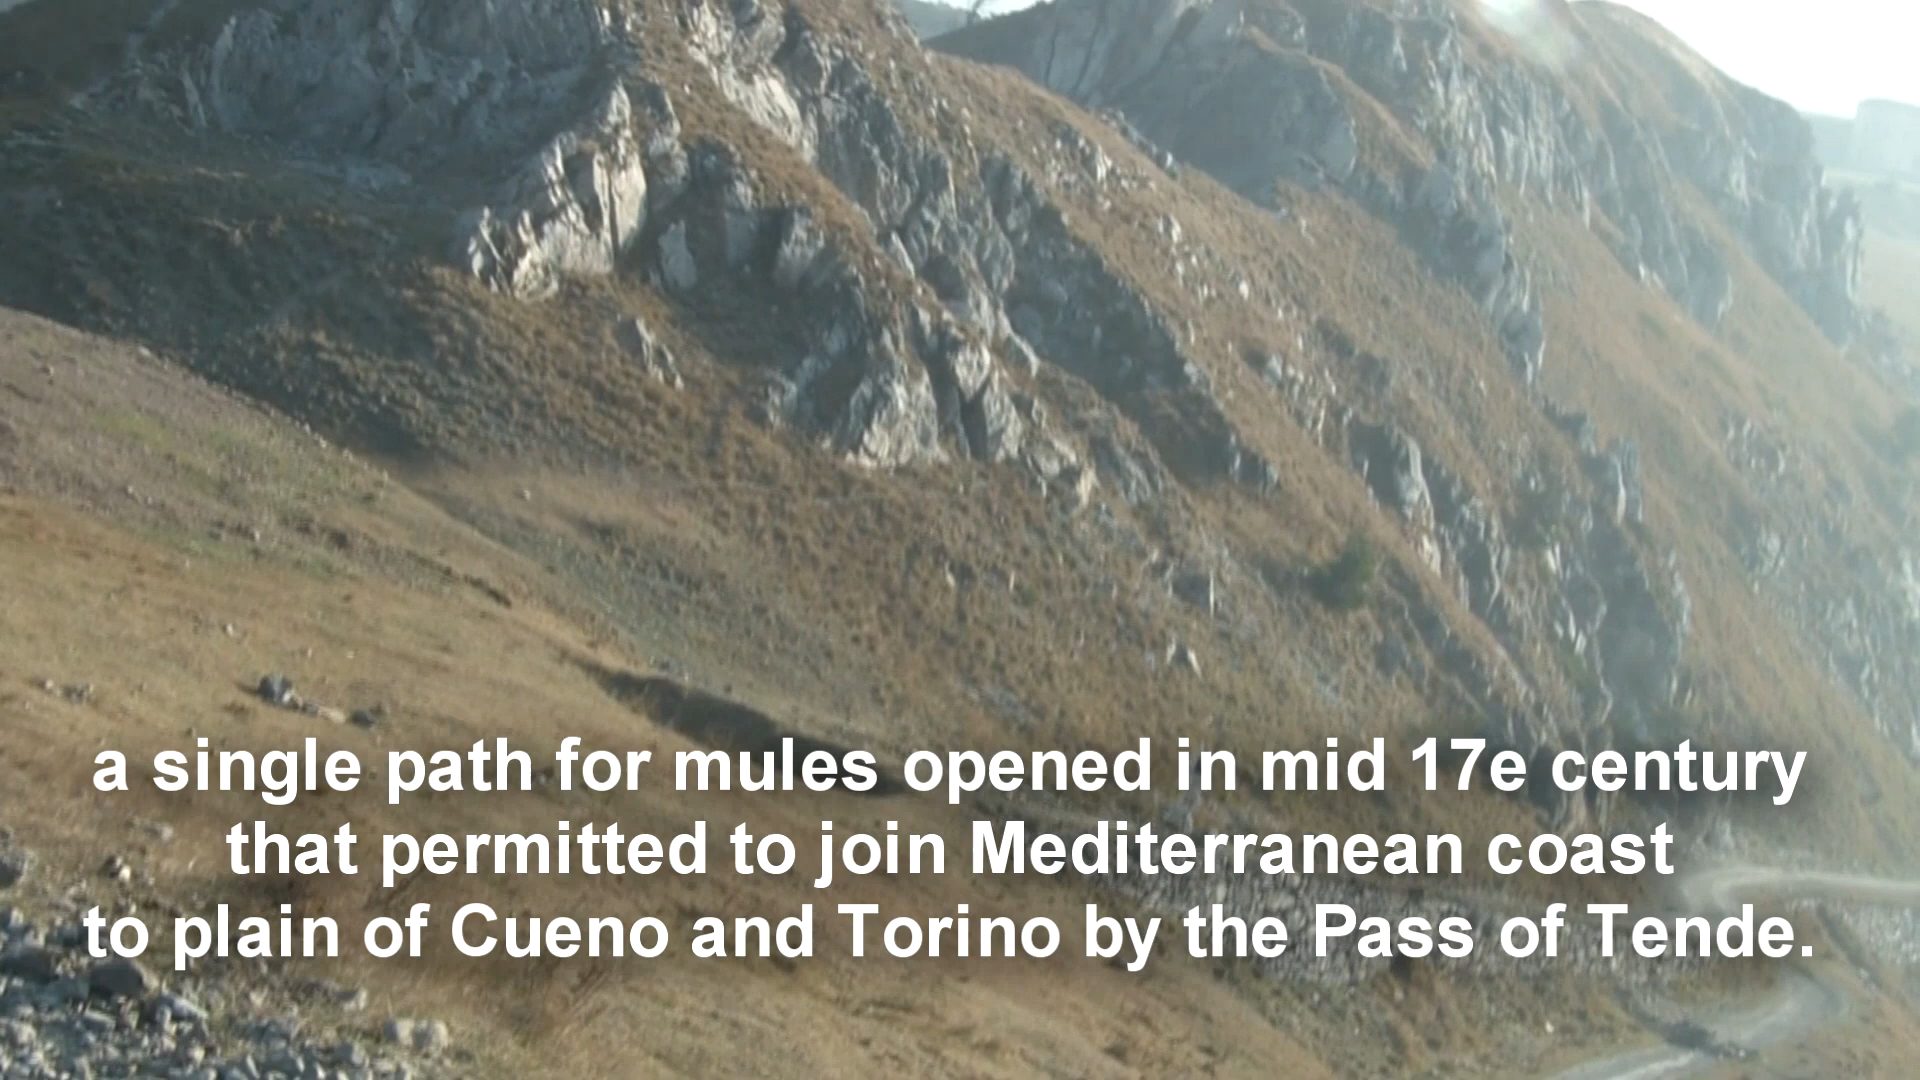 a single path for mules opened in mid 17e century
that permitted to join Mediterranean coast
to plain of Cueno and Torino by the Pass of Tende.